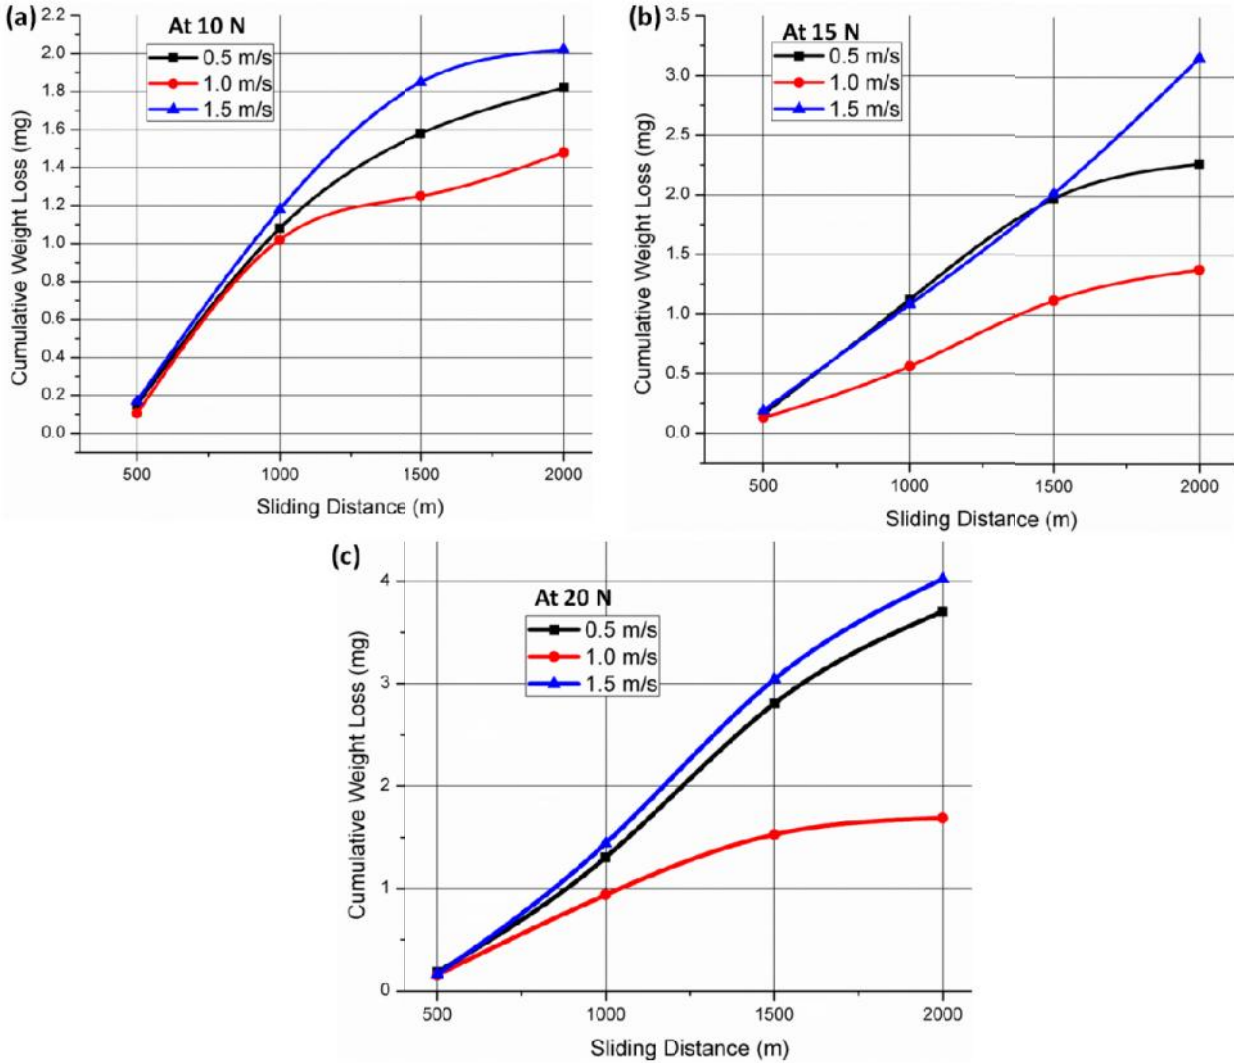 (a)
At 10 N
0.5 m/s
1.0 m/s
1.5 m/s
Cumulative Weight Loss (mg)
2.2
2.0
1.8
1.6
1.4
1.2
1.0
0.8
0.6
0.4
0.2
0.0
500 1000 1500 2000
Sliding Distance (m)
(b)
At 15 N
0.5 m/s
1.0 m/s
1.5 m/s
Cumulative Weight Loss (mg)
3.5
3.0
2.5
2.0
1.5
1.0
0.5
0.0
500 1000 1500 2000
Sliding Distance (m)
(c)
At 20 N
0.5 m/s
1.0 m/s
1.5 m/s
Cumulative Weight Loss (mg)
4
3
2
1
0
500 1000 1500 2000
Sliding Distance (m)